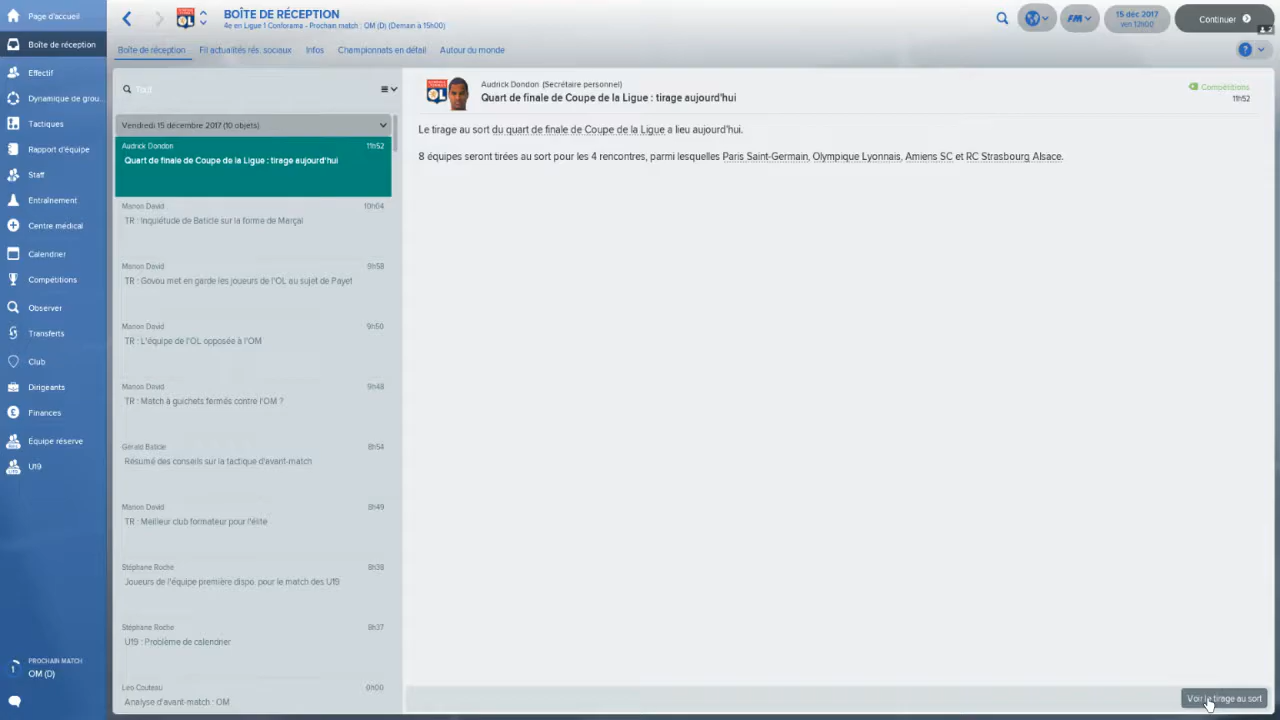 Page d'accueil
Boîte de réception
Effectif
Dynamique de grou...
Tactiques
Rapport d'équipe
Staff
Entraînement
Centre médical
Calendrier
Compétitions
Observer
Transferts
Club
Dirigeants
Finances
Équipe réserve
U19
PROCHAIN MATCH
OM (D)
BOÎTE DE RÉCEPTION
4e en Ligue 1 Conforama - Prochain match : OM (D) (Demain à 15h00)
FM
15 déc 2017
ven 12h00
Continuer
2
Boîte de réception Fil actualités rés. sociaux Infos Championnats en détail Autour du monde
?
Tout
Vendredi 15 décembre 2017 (10 objets)
Audrick Dondon 11h52
Quart de finale de Coupe de la Ligue : tirage aujourd'hui
Manon David 10h04
TR : Inquiétude de Baticle sur la forme de Marçal
Manon David 9h58
TR : Govou met en garde les joueurs de l'OL au sujet de Payet
Manon David 9h50
TR : L'équipe de l'OL opposée à l'OM
Manon David 9h48
TR : Match à guichets fermés contre l'OM ?
Gérald Baticle 8h54
Résumé des conseils sur la tactique d'avant-match
Manon David 8h49
TR : Meilleur club formateur pour l'élite
Stéphane Roche 8h38
Joueurs de l'équipe première dispo. pour le match des U19
Stéphane Roche 8h37
U19 : Problème de calendrier
Leo Couteau 0h00
Analyse d'avant-match : OM
Audrick Dondon (Secrétaire personnel)
Quart de finale de Coupe de la Ligue : tirage aujourd'hui
Compétitions
11h52
Le tirage au sort du quart de finale de Coupe de la Ligue a lieu aujourd'hui.
8 équipes seront tirées au sort pour les 4 rencontres, parmi lesquelles Paris Saint-Germain, Olympique Lyonnais, Amiens SC et RC Strasbourg Alsace.
Voir le tirage au sort